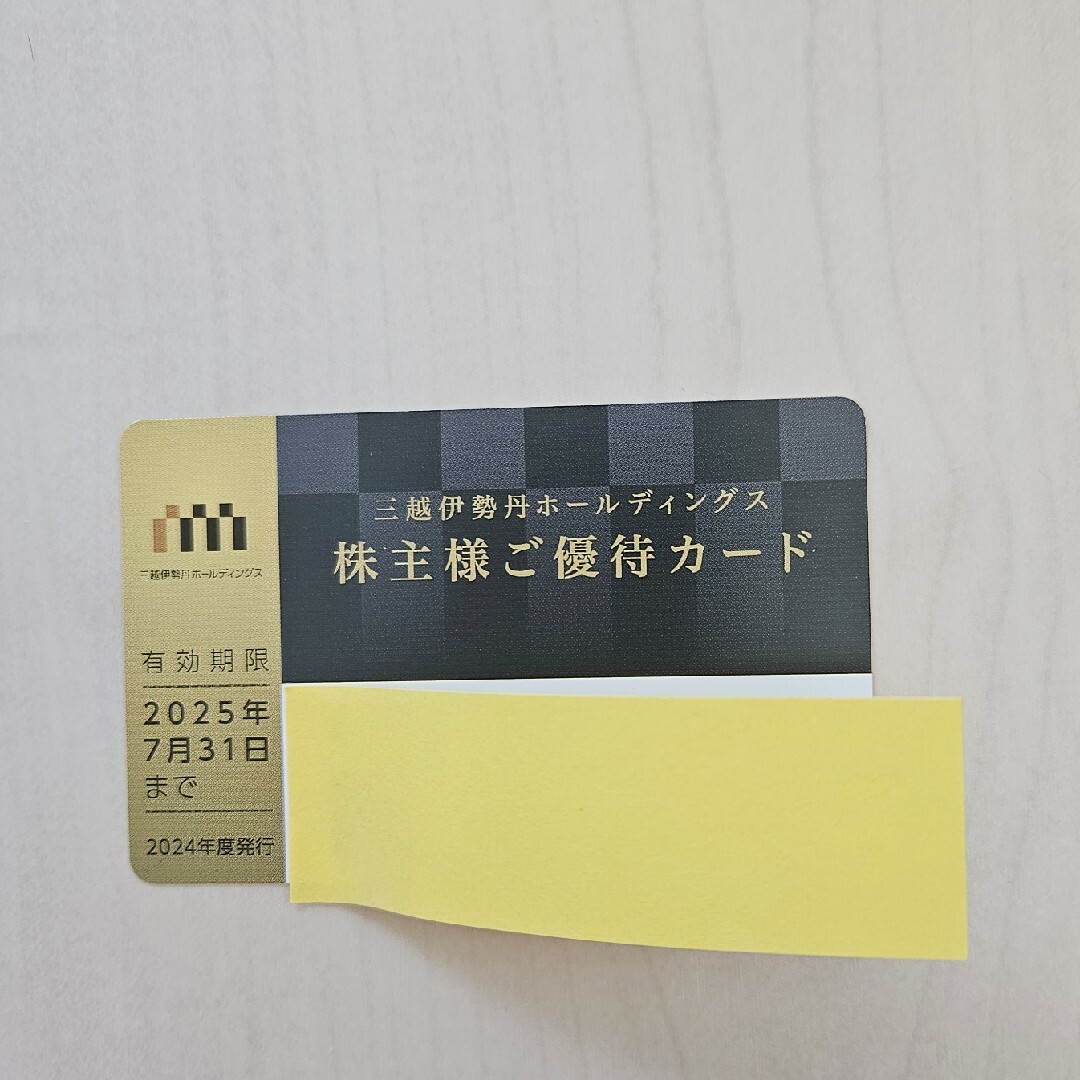 三越伊勢丹ホールディングス
株主様ご優待カード
三越伊勢丹ホールディングス
有効期限
2025年
7月31日
まで
2024年度発行